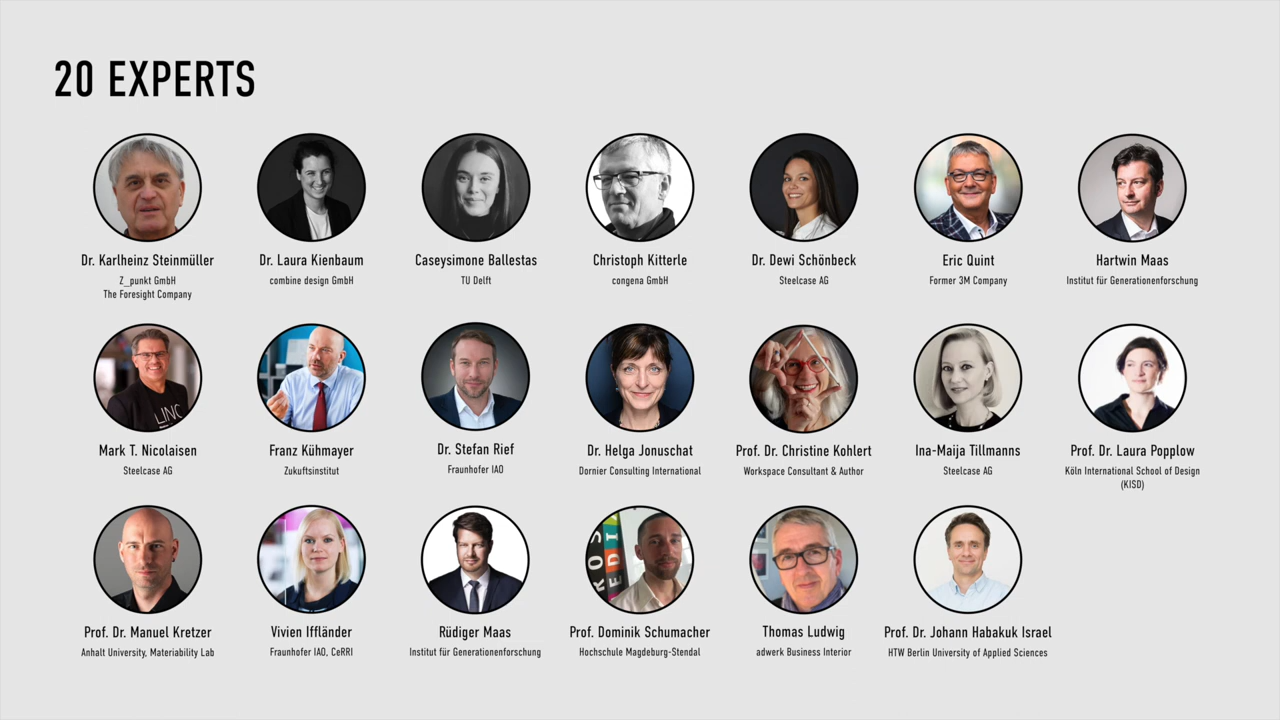 20 EXPERTS
Dr. Karlheinz Steinmüller
Z_punkt GmbH
The Foresight Company
Dr. Laura Kienbaum
combine design GmbH
Caseysimone Ballestas
TU Delft
Christoph Kitterle
congena GmbH
Dr. Dewi Schönbeck
Steelcase AG
Eric Quint
Former 3M Company
Hartwin Maas
Institut für Generationenforschung
LINC
Mark T. Nicolaisen
Steelcase AG
Franz Kühmayer
Zukuftsinstitut
Dr. Stefan Rief
Fraunhofer IAO
Dr. Helga Jonuschat
Dornier Consulting International
Prof. Dr. Christine Kohlert
Workspace Consultant & Author
Ina-Maija Tillmanns
Steelcase AG
Prof. Dr. Laura Popplow
Köln International School of Design
(KISD)
Prof. Dr. Manuel Kretzer
Anhalt University, Materiability Lab
Vivien Iffländer
Fraunhofer IAO, CeRRI
Rüdiger Maas
Institut für Generationenforschung
Prof. Dominik Schumacher
Hochschule Magdeburg-Stendal
Thomas Ludwig
adwerk Business Interior
Prof. Dr. Johann Habakuk Israel
HTW Berlin University of Applied Sciences